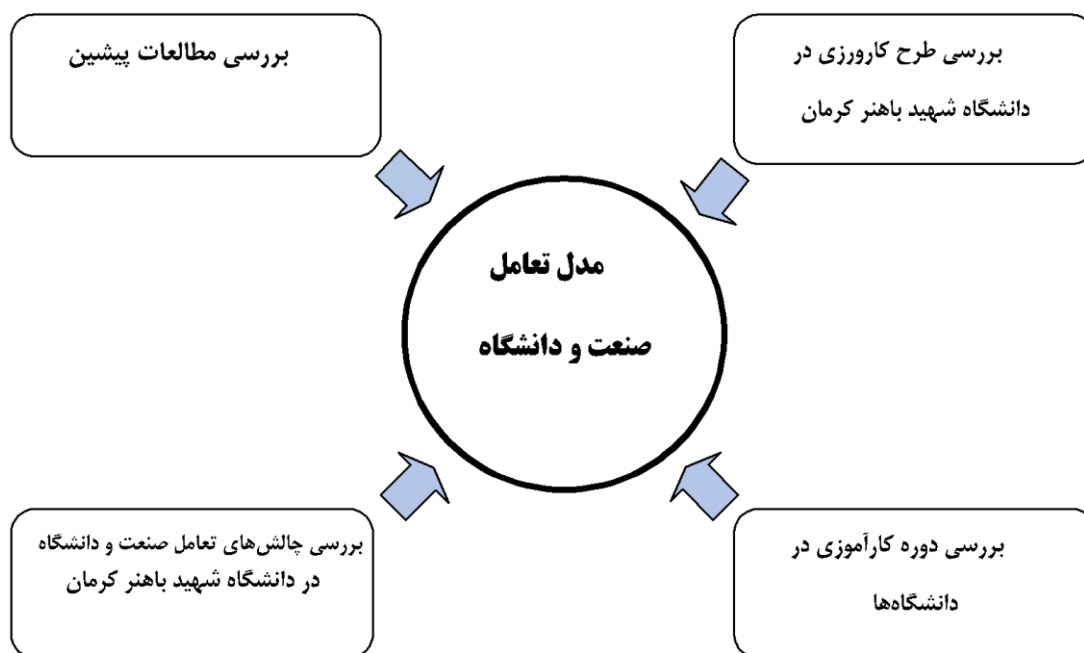 بررسی طرح کارورزی در
دانشگاه شهید باهنر کرمان
بررسی مطالعات پیشین
مدل تعامل
صنعت و دانشگاه
بررسی دوره کارآموزی در
دانشگاه‌ها
بررسی چالش‌های تعامل صنعت و دانشگاه
در دانشگاه شهید باهنر کرمان